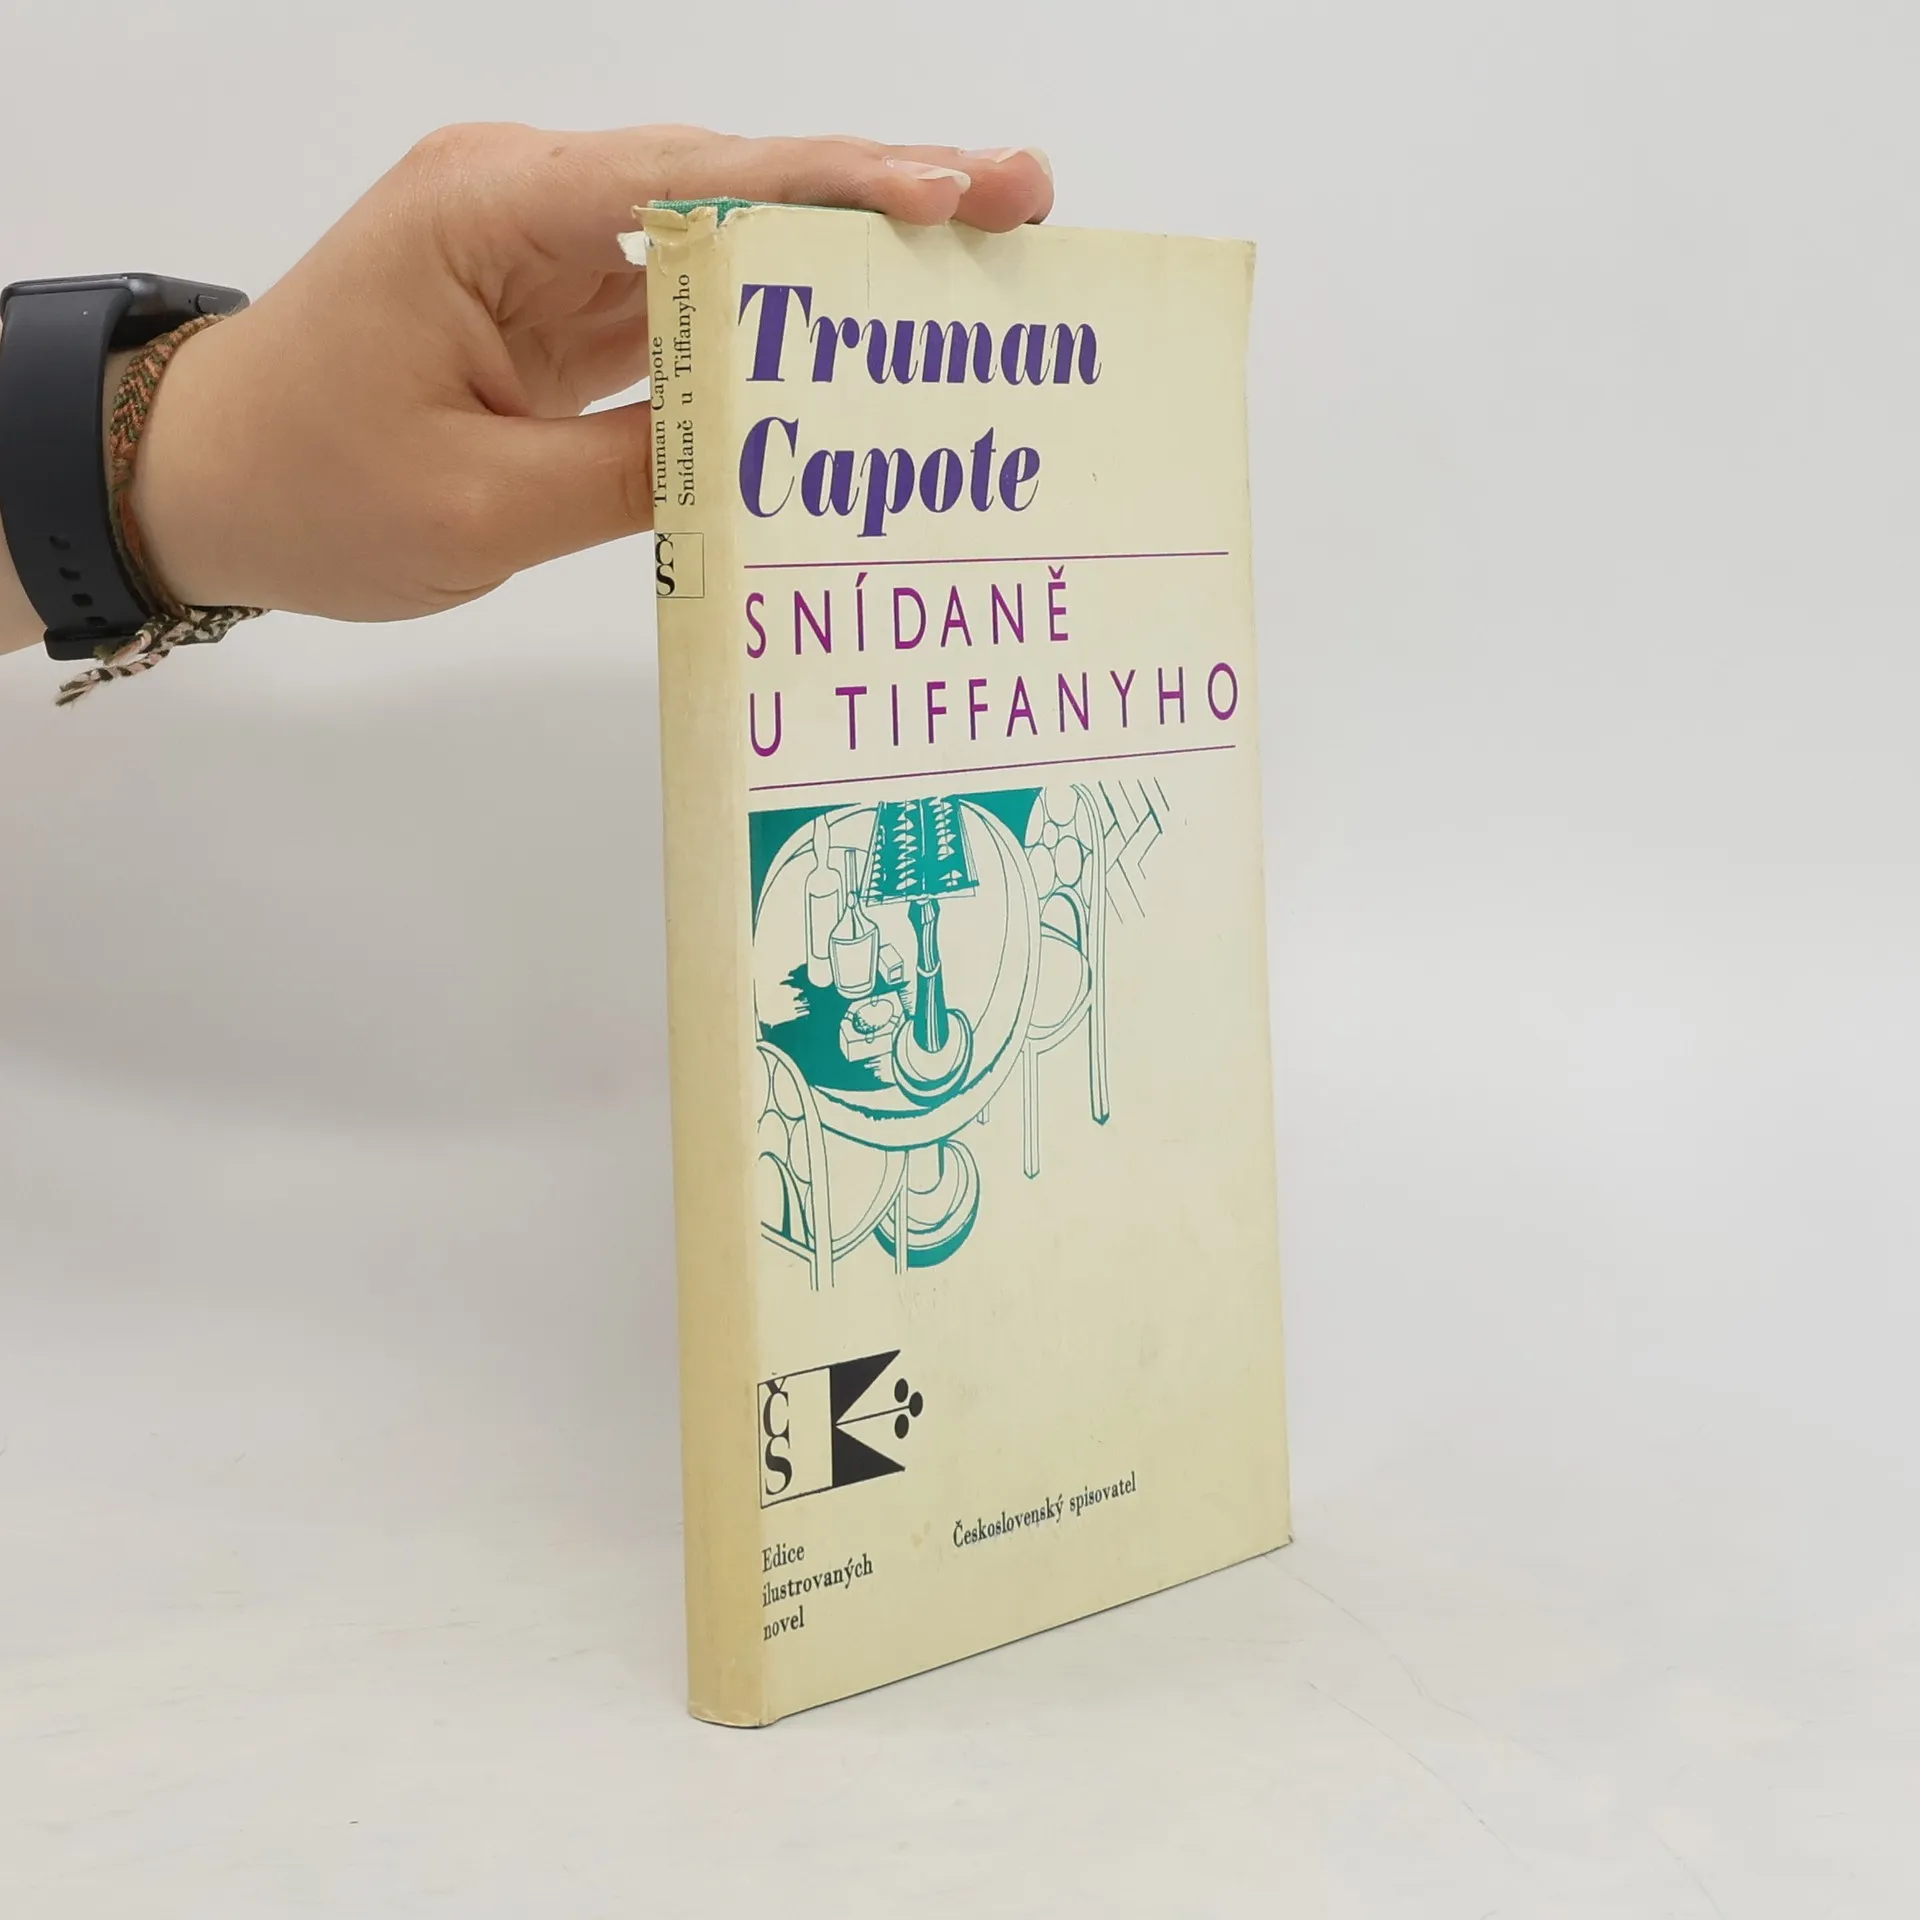 Truman Capote
Snídaně u Tiffanyho
ČS
Truman
Capote
SNÍDANĚ
U TIFFANYHO
ČS
Československý spisovatel
Edice
ilustrovaných
novel